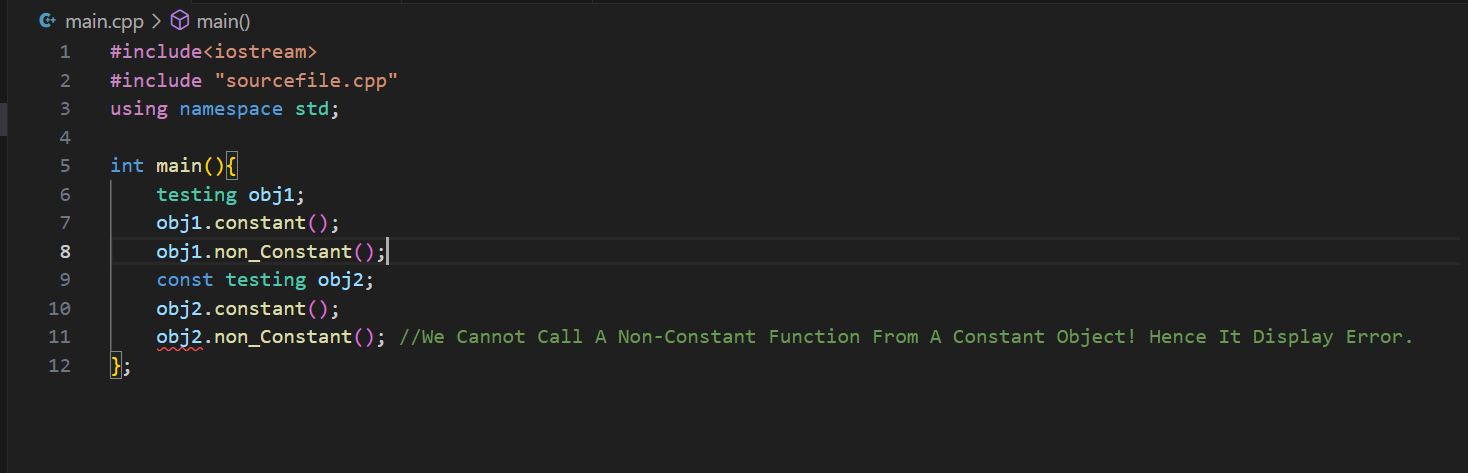 main.cpp > main()
1 #include<iostream>
2 #include "sourcefile.cpp"
3 using namespace std;
4
5 int main(){
6 testing obj1;
7 obj1.constant();
8 obj1.non_Constant();
9 const testing obj2;
10 obj2.constant();
11 obj2.non_Constant(); //We Cannot Call A Non-Constant Function From A Constant Object! Hence It Display Error.
12 };